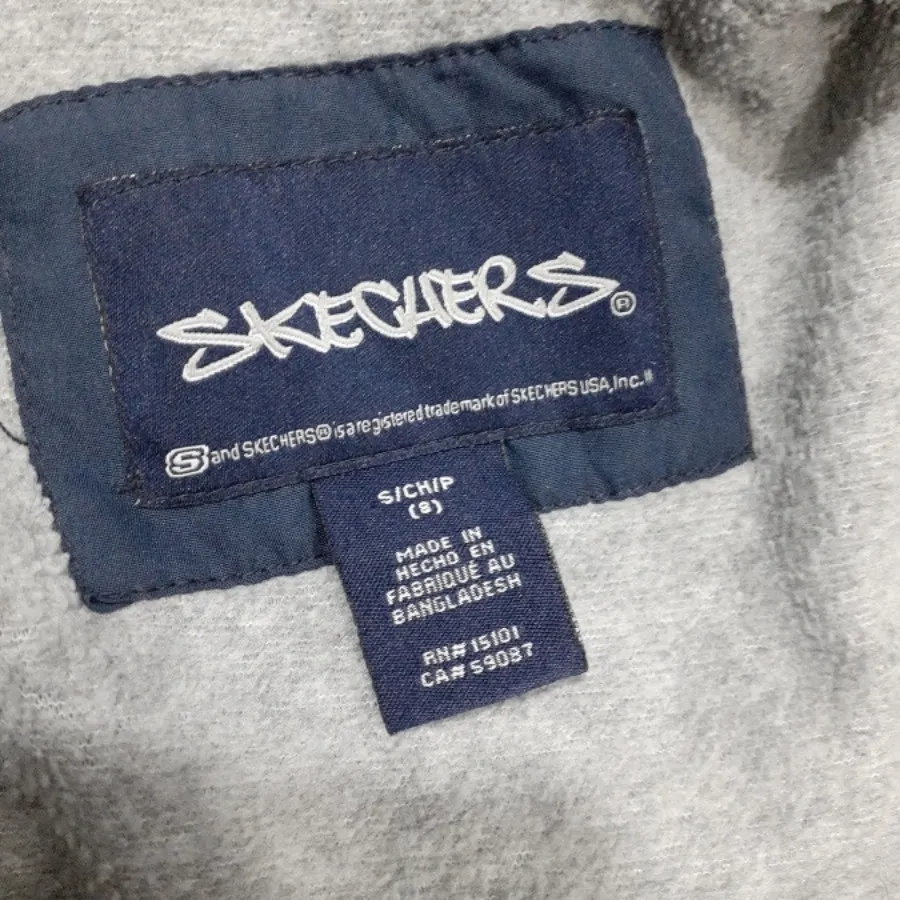 SKECHERS®
S and SKECHERS® is a registered trademark of SKECHERS USA, Inc."
S/CH/P
(8)
MADE IN
HECHO EN
FABRIQUÉ AU
BANGLADESH
RN# 15101
CA# 59087